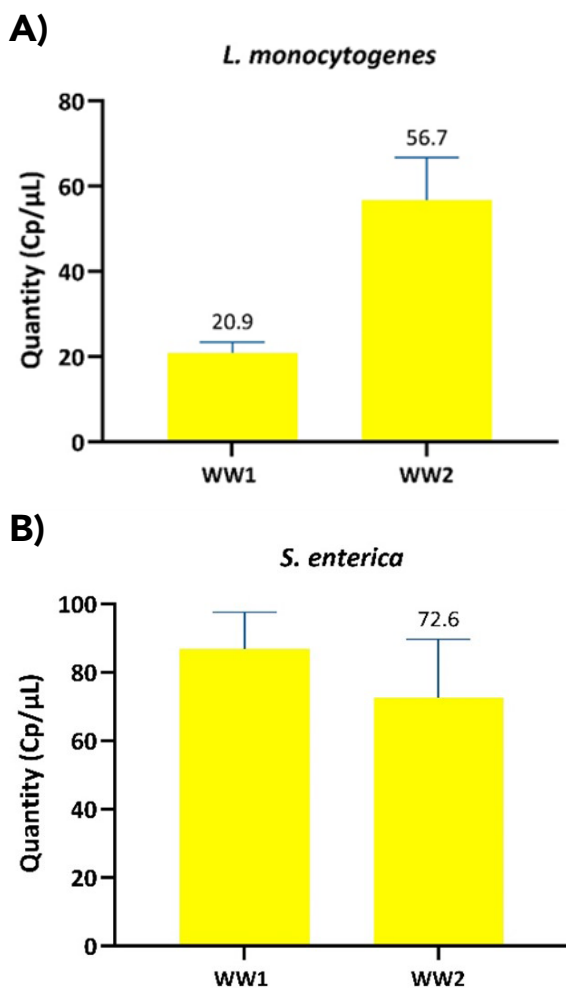 A)
L. monocytogenes
Quantity (Cp/µL)
80
60
40
20
0
20.9
56.7
WW1
WW2
B)
S. enterica
Quantity (Cp/µL)
100
80
60
40
20
0
72.6
WW1
WW2